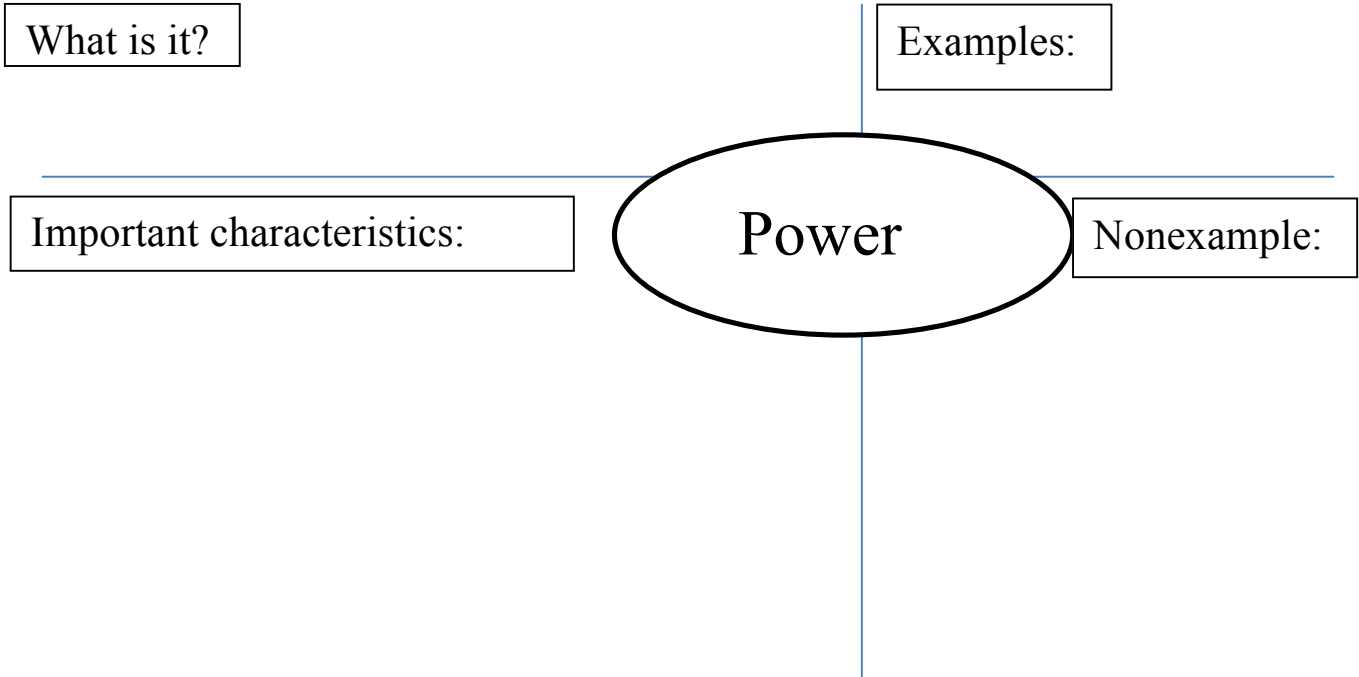 What is it?
Examples:
Important characteristics:
Power
Nonexample: